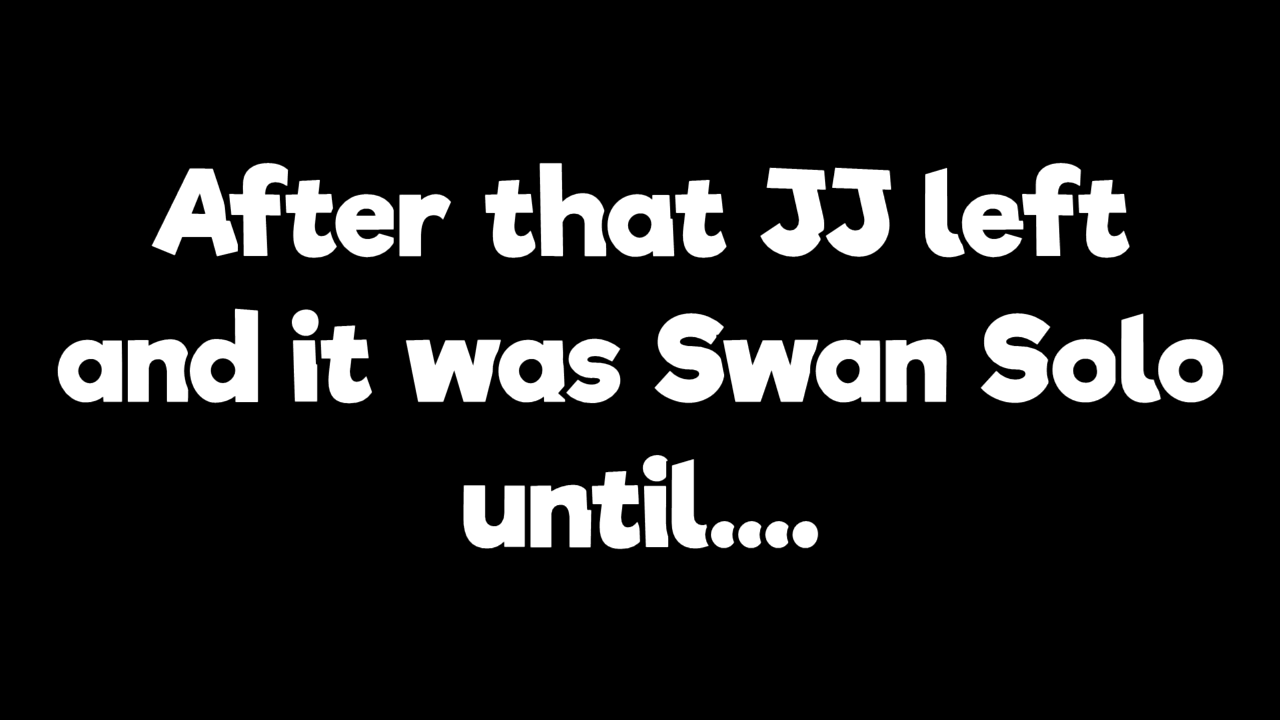 After that JJ left
and it was Swan Solo
until....